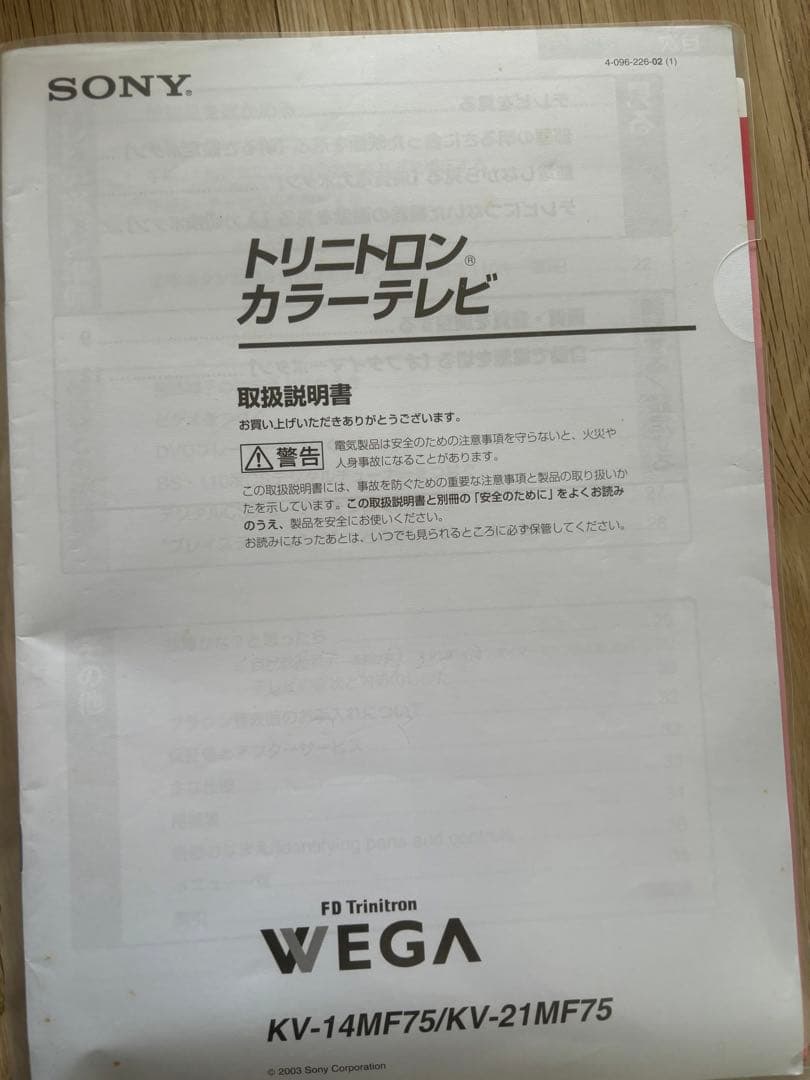 SONY®
4-096-226-02 (1)
トリニトロン®
カラーテレビ
取扱説明書
お買い上げいただきありがとうございます。
警告
電気製品は安全のための注意事項を守らないと、火災や
人身事故になることがあります。
この取扱説明書には、事故を防ぐための重要な注意事項と製品の取り扱いか
たを示しています。この取扱説明書と別冊の「安全のために」をよくお読み
のうえ、製品を安全にお使いください。
お読みになったあとは、いつでも見られるところに必ず保管してください。
FD Trinitron
WEGA
KV-14MF75/KV-21MF75
© 2003 Sony Corporation